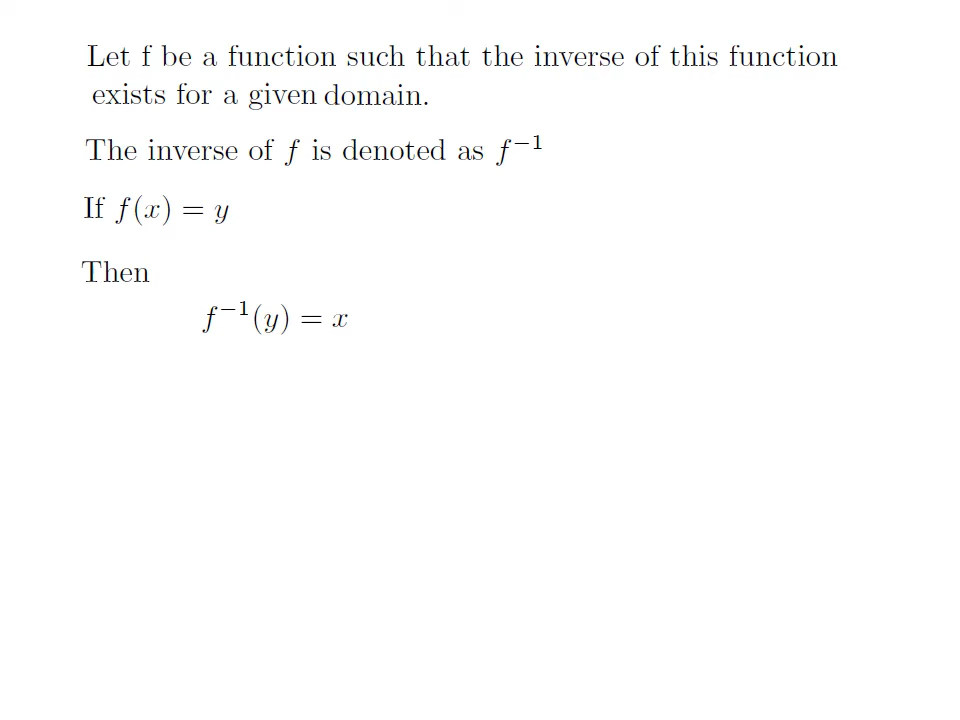 Let f be a function such that the inverse of this function
exists for a given domain.
The inverse of f is denoted as f⁻¹
If f(x) = y
Then
f⁻¹(y) = x